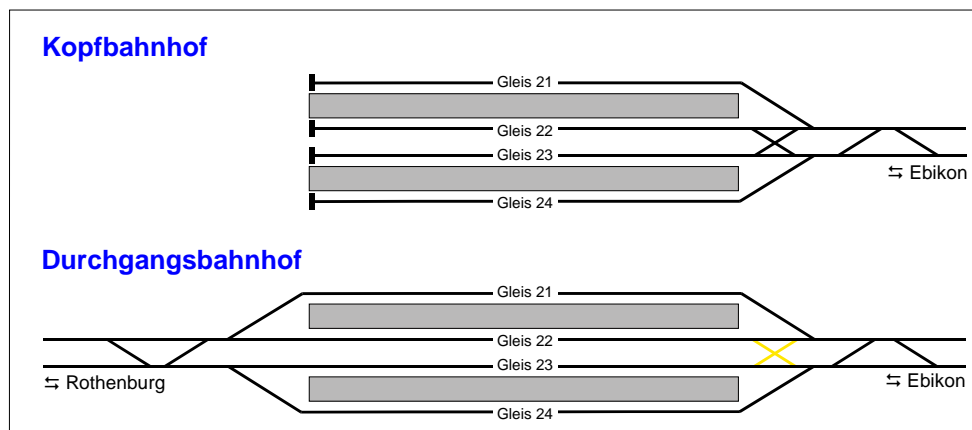 Kopfbahnhof
Gleis 21
Gleis 22
Gleis 23
⇆ Ebikon
Gleis 24
Durchgangsbahnhof
Gleis 21
Gleis 22
Gleis 23
⇆ Rothenburg
⇆ Ebikon
Gleis 24